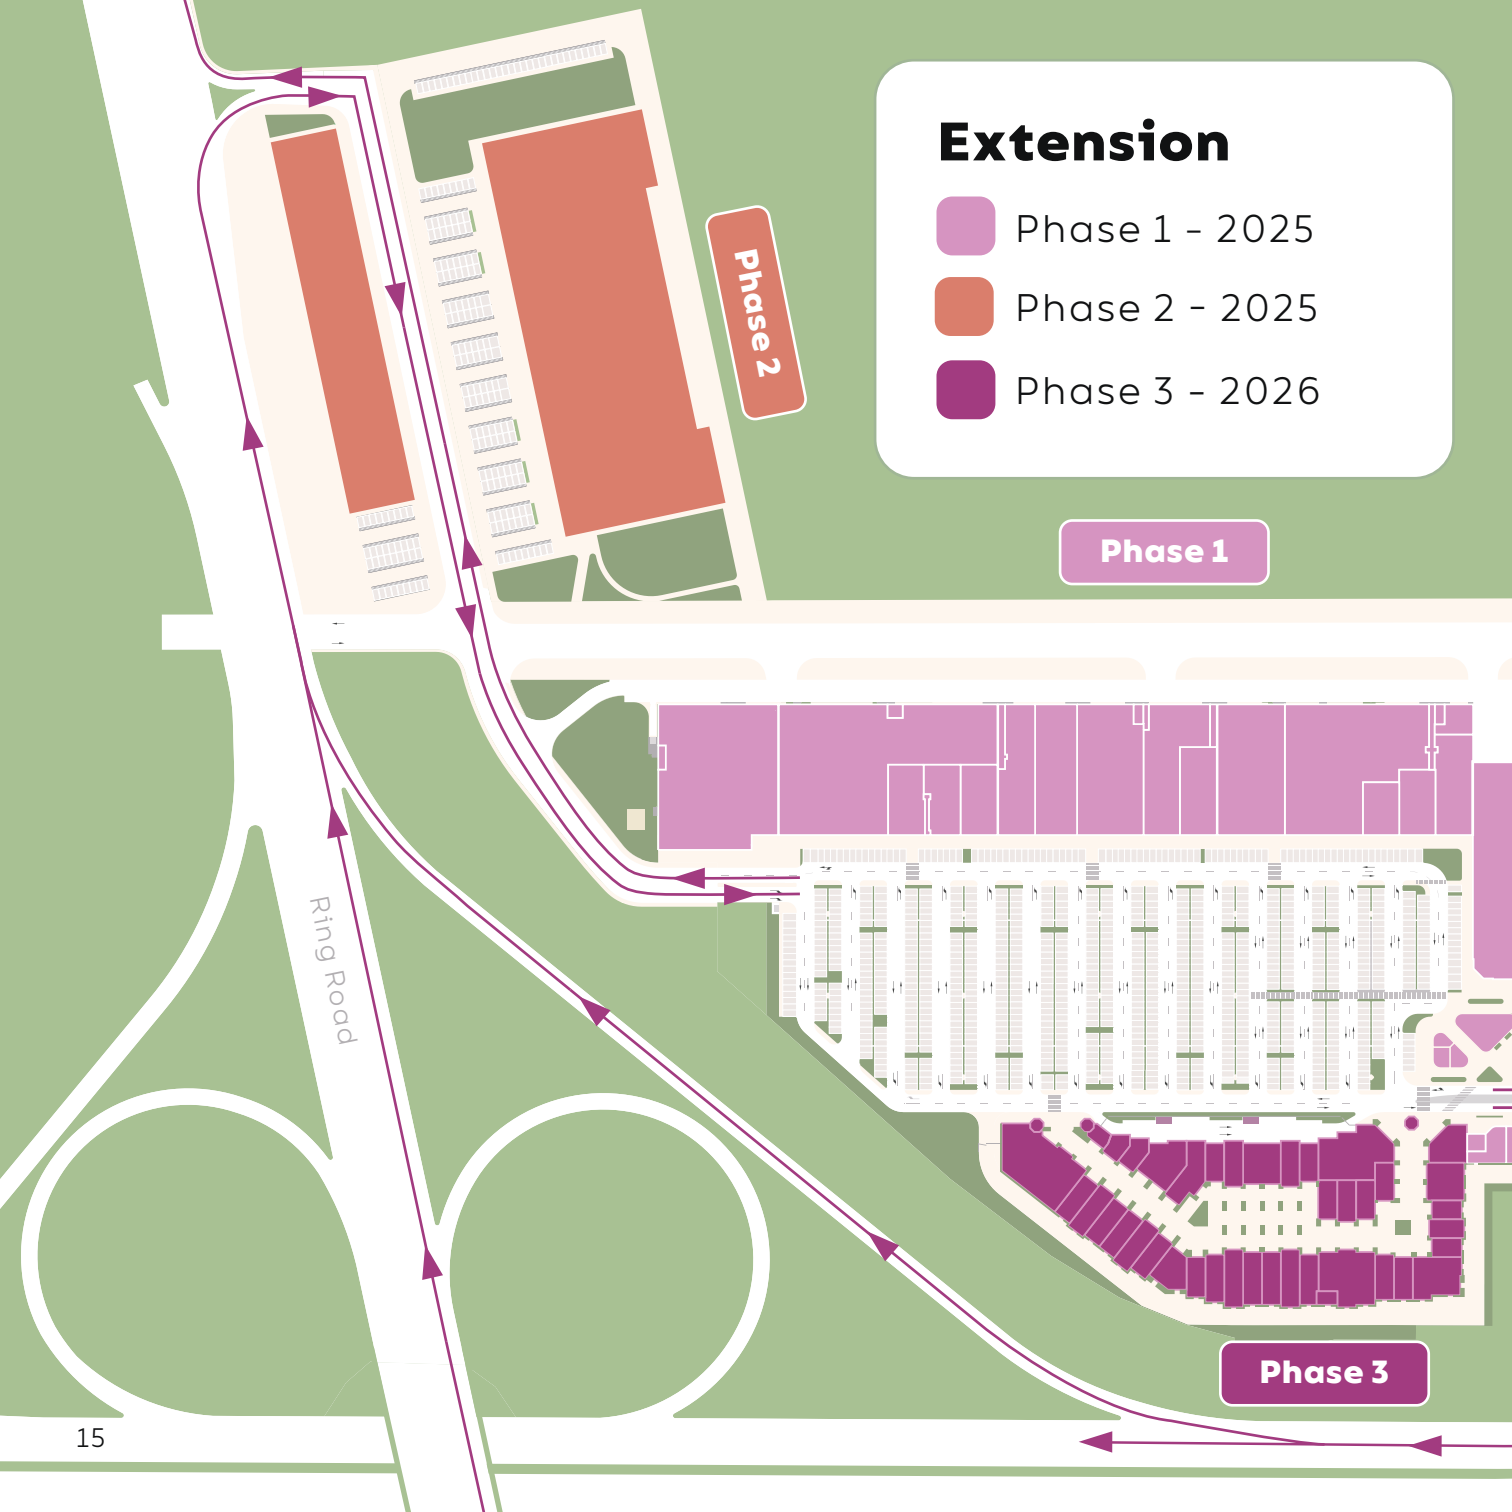 Extension
Phase 1 - 2025
Phase 2 - 2025
Phase 3 - 2026
Phase 2
Phase 1
Ring Road
Phase 3
15